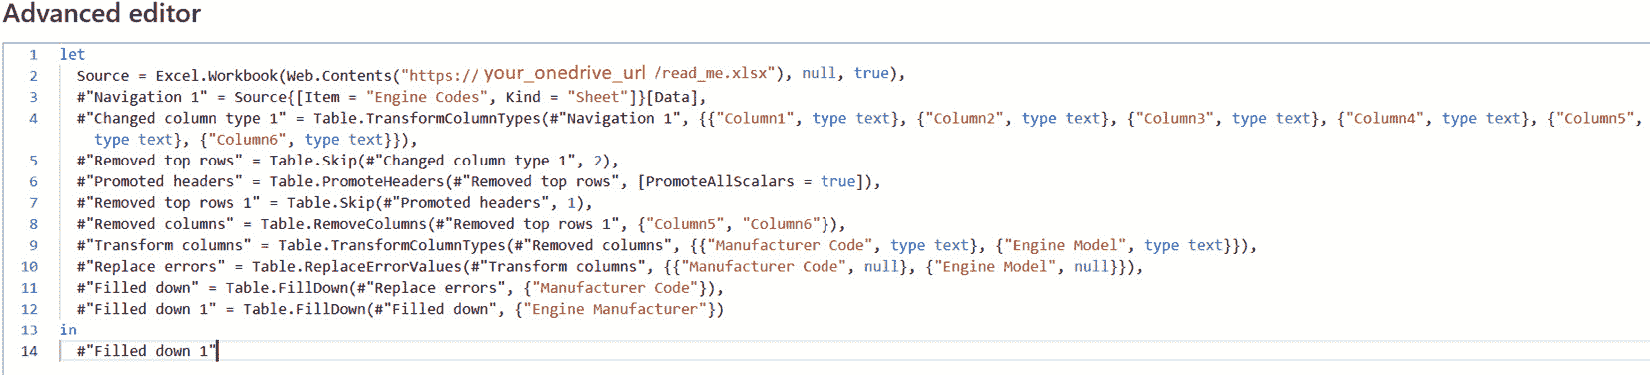 Advanced editor
1 let
2 Source = Excel.Workbook(Web.Contents("https:// your_onedrive_url /read_me.xlsx"), null, true),
3 #"Navigation 1" = Source{[Item = "Engine Codes", Kind = "Sheet"]}[Data],
4 #"Changed column type 1" = Table.TransformColumnTypes(#"Navigation 1", {{"Column1", type text}, {"Column2", type text}, {"Column3", type text}, {"Column4", type text}, {"Column5",
type text}, {"Column6", type text}}),
5 #"Removed top rows" = Table.Skip(#"Changed column type 1", 2),
6 #"Promoted headers" = Table.PromoteHeaders(#"Removed top rows", [PromoteAllScalars = true]),
7 #"Removed top rows 1" = Table.Skip(#"Promoted headers", 1),
8 #"Removed columns" = Table.RemoveColumns(#"Removed top rows 1", {"Column5", "Column6"}),
9 #"Transform columns" = Table.TransformColumnTypes(#"Removed columns", {{"Manufacturer Code", type text}, {"Engine Model", type text}}),
10 #"Replace errors" = Table.ReplaceErrorValues(#"Transform columns", {{"Manufacturer Code", null}, {"Engine Model", null}}),
11 #"Filled down" = Table.FillDown(#"Replace errors", {"Manufacturer Code"}),
12 #"Filled down 1" = Table.FillDown(#"Filled down", {"Engine Manufacturer"})
13 in
14 #"Filled down 1"